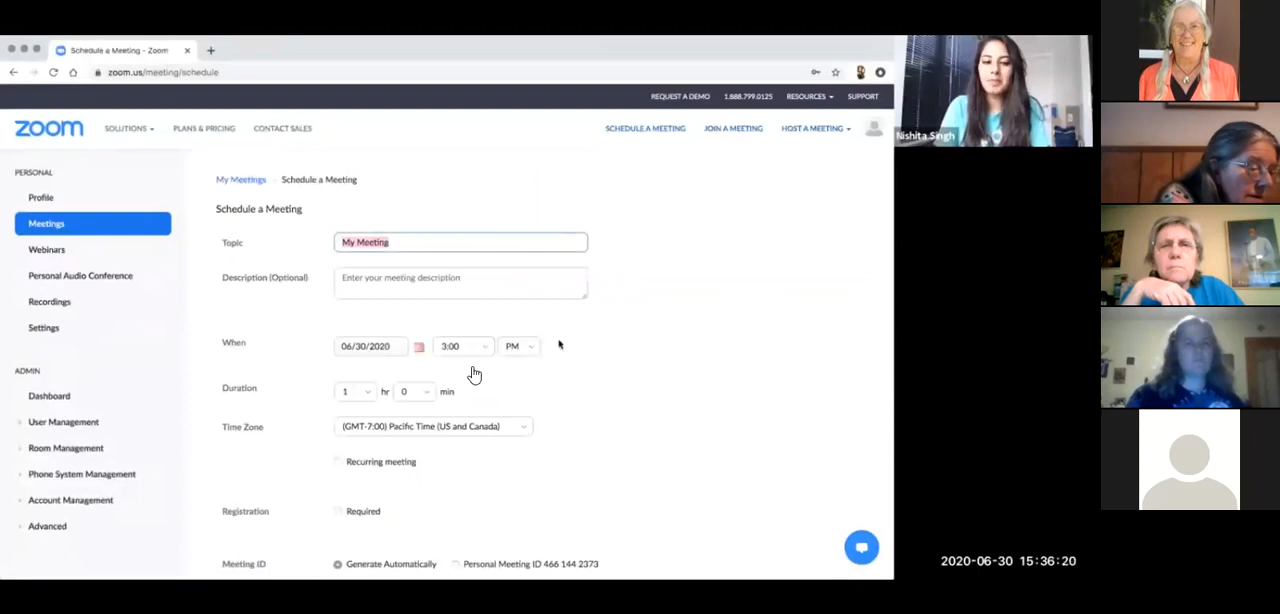 Schedule a Meeting - Zoom
zoom.us/meeting/schedule
REQUEST A DEMO 1.888.799.0125 RESOURCES SUPPORT
zoom SOLUTIONS PLANS & PRICING CONTACT SALES SCHEDULE A MEETING JOIN A MEETING HOST A MEETING
Nishita Singh
PERSONAL
Profile
Meetings
Webinars
Personal Audio Conference
Recordings
Settings
ADMIN
Dashboard
User Management
Room Management
Phone System Management
Account Management
Advanced
My Meetings Schedule a Meeting
Schedule a Meeting
Topic My Meeting
Description (Optional) Enter your meeting description
When 06/30/2020 3:00 PM
Duration 1 hr 0 min
Time Zone (GMT-7:00) Pacific Time (US and Canada)
Recurring meeting
Registration Required
Meeting ID Generate Automatically Personal Meeting ID 466 144 2373
2020-06-30 15:36:20